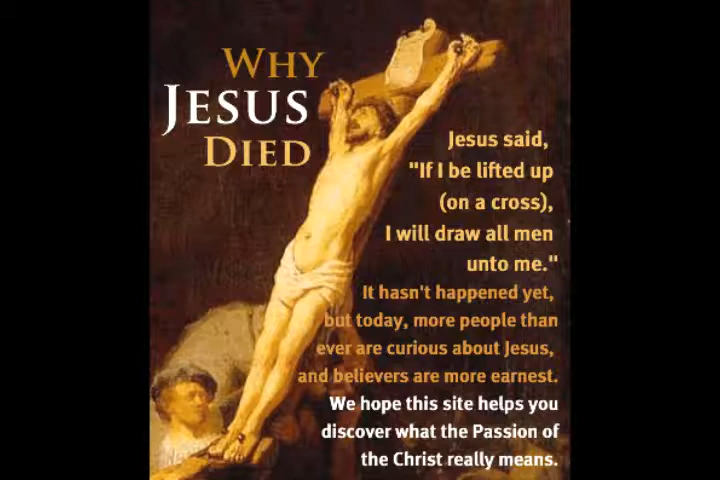 WHY
JESUS
DIED
Jesus said,
"If I be lifted up
(on a cross),
I will draw all men
unto me."
It hasn't happened yet,
but today, more people than
ever are curious about Jesus,
and believers are more earnest.
We hope this site helps you
discover what the Passion of
the Christ really means.